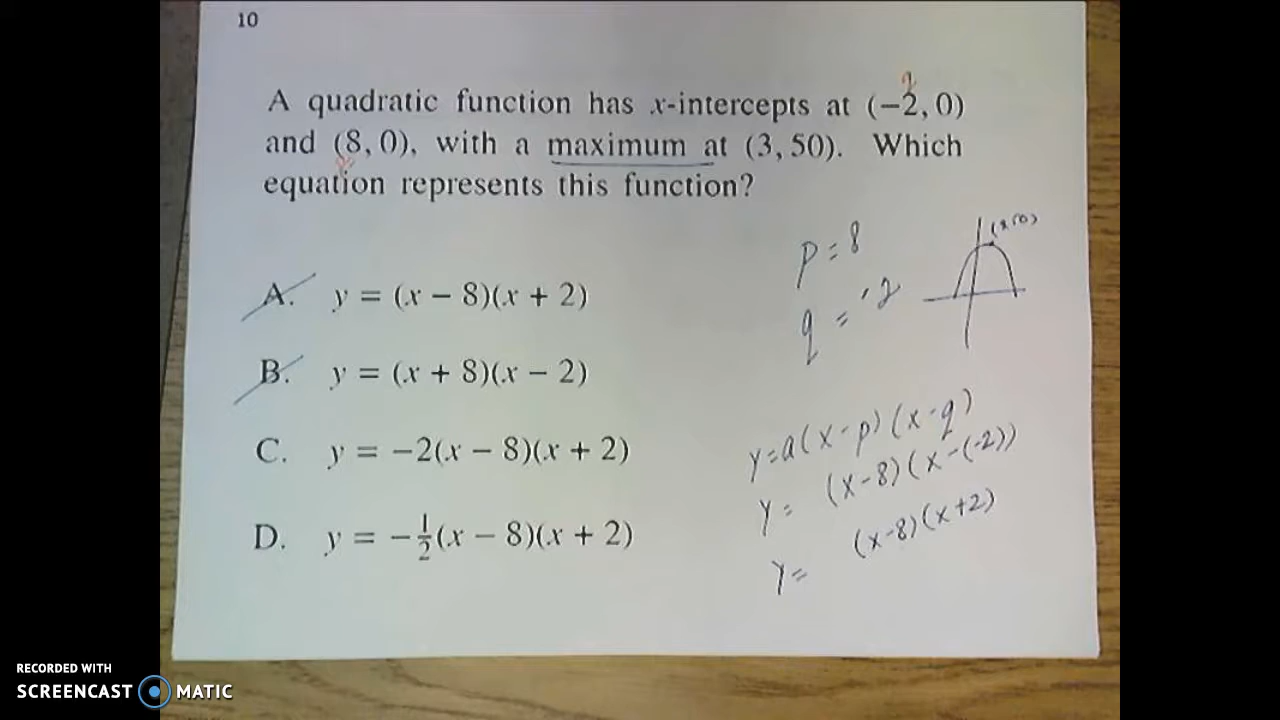 10
A quadratic function has x-intercepts at (−2, 0)
and (8, 0), with a maximum at (3, 50). Which
equation represents this function?
A. y = (x − 8)(x + 2)
B. y = (x + 8)(x − 2)
C. y = −2(x − 8)(x + 2)
D. y = −1/2(x − 8)(x + 2)
p = 8
q = -2
y = a(x-p)(x-q)
y = (x-8)(x-(-2))
y = (x-8)(x+2)
RECORDED WITH
SCREENCAST MATIC